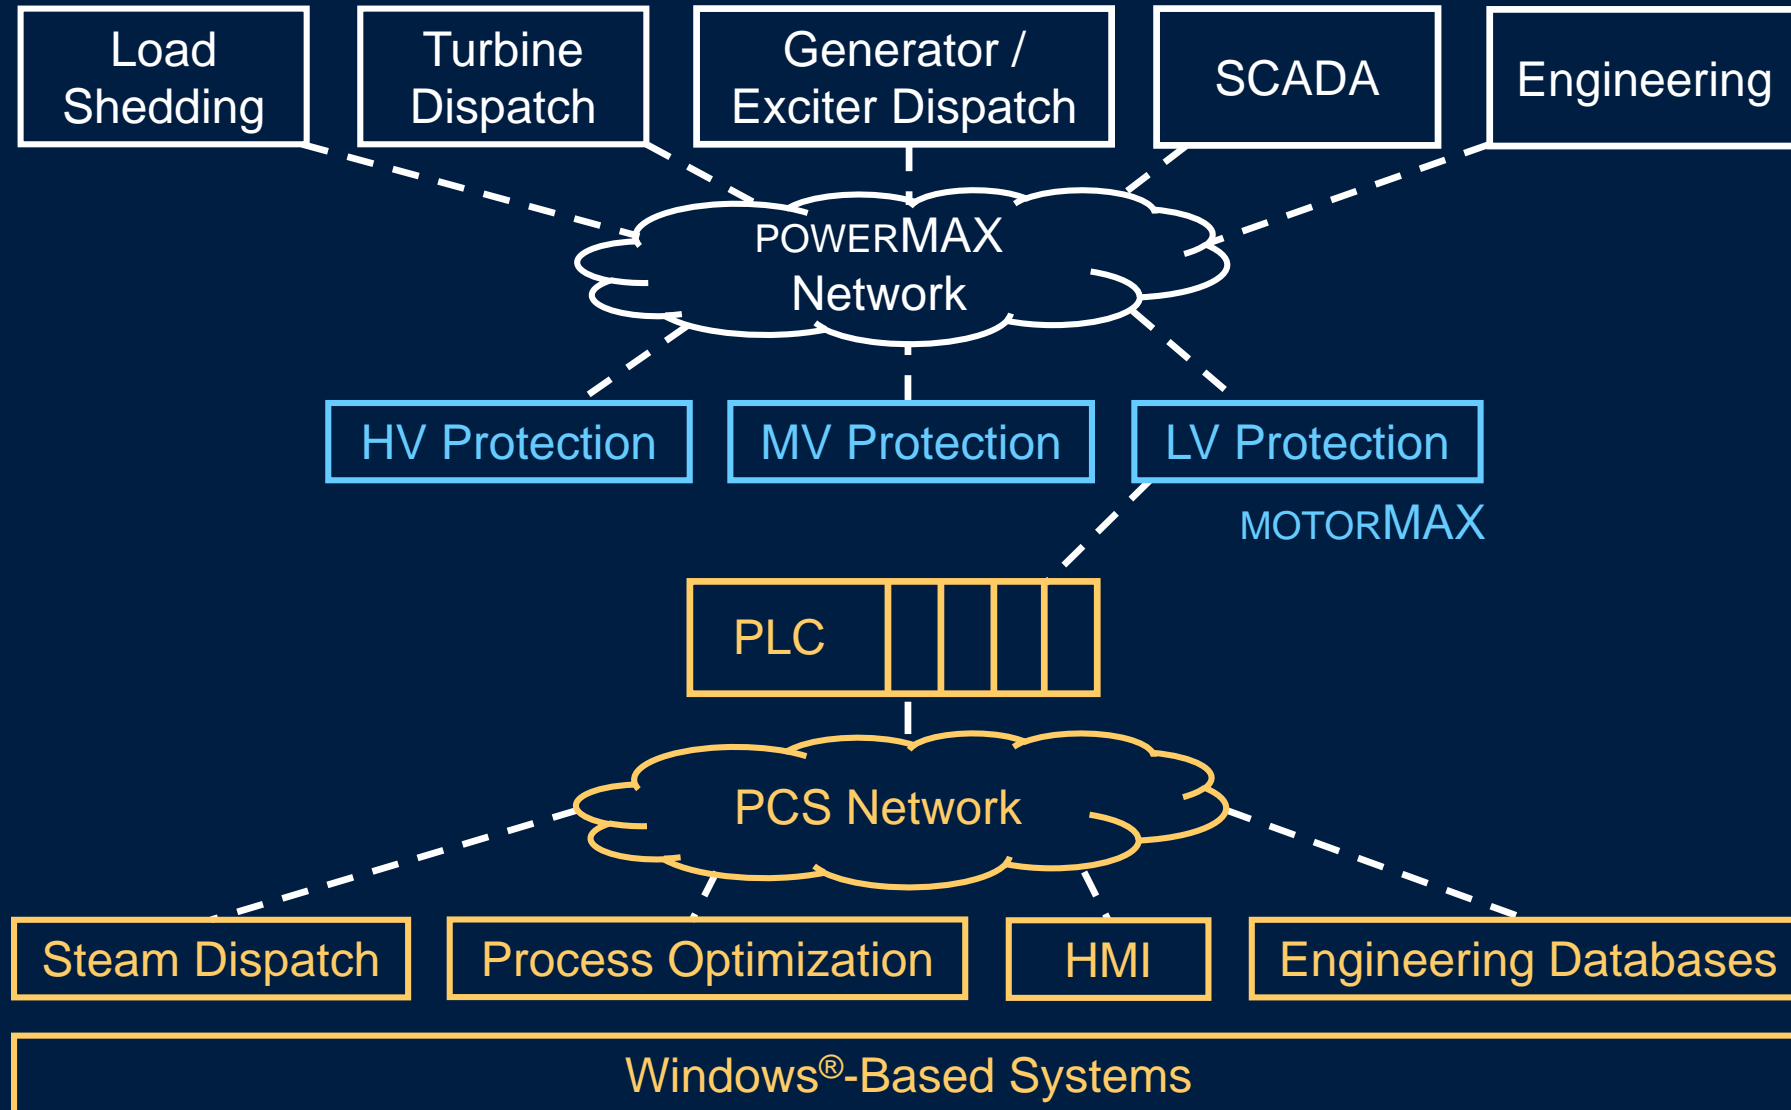 Load
Shedding
Turbine
Dispatch
Generator /
Exciter Dispatch
SCADA
Engineering
POWERMAX
Network
HV Protection
MV Protection
LV Protection
MOTORMAX
PLC
PCS Network
Steam Dispatch
Process Optimization
HMI
Engineering Databases
Windows®-Based Systems